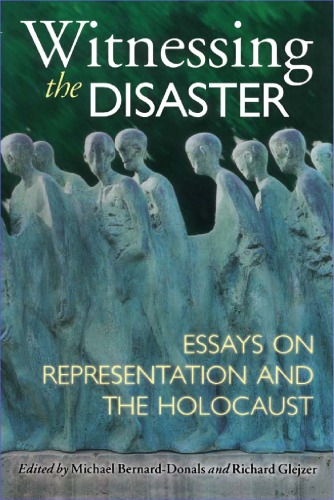 Witnessing
the DISASTER
ESSAYS ON
REPRESENTATION AND
THE HOLOCAUST
Edited by Michael Bernard-Donals and Richard Glejzer